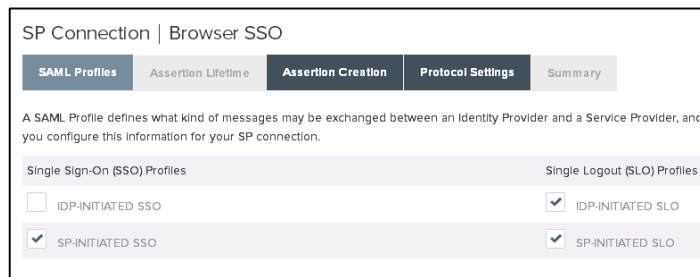 SP Connection | Browser SSO
SAML Profiles Assertion Lifetime Assertion Creation Protocol Settings Summary
A SAML Profile defines what kind of messages may be exchanged between an Identity Provider and a Service Provider, and
you configure this information for your SP connection.
Single Sign-On (SSO) Profiles Single Logout (SLO) Profiles
IDP-INITIATED SSO IDP-INITIATED SLO
SP-INITIATED SSO SP-INITIATED SLO